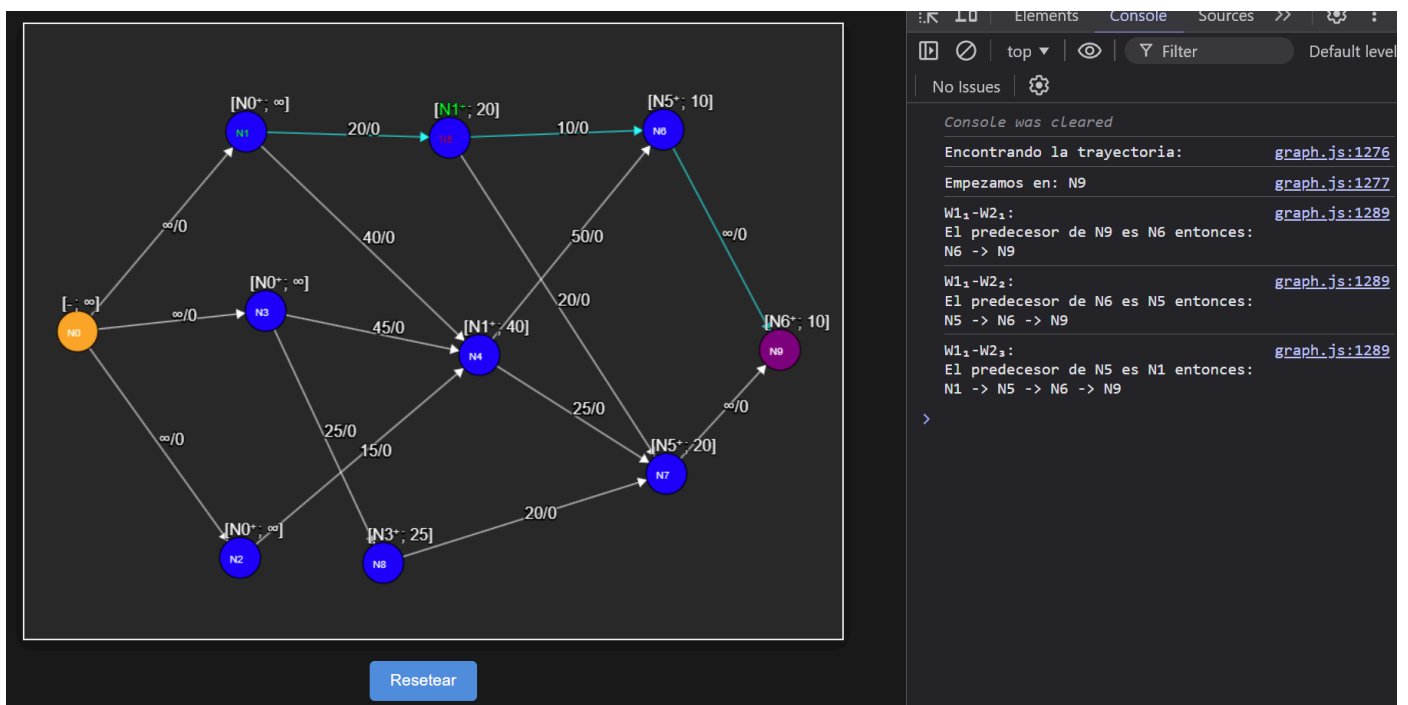 [N0⁺; ∞]
[N1⁺; 20]
[N5⁺; 10]
N1
20/0
N5
10/0
N6
∞/0
40/0
50/0
∞/0
[N0⁺; ∞]
[-; ∞]
20/0
N0
∞/0
N3
45/0
[N1⁺; 40]
N4
[N6⁺; 10]
N9
∞/0
25/0
15/0
25/0
∞/0
[N5⁺; 20]
N7
[N0⁺; ∞]
N2
[N3⁺; 25]
N8
20/0
Resetear
Elements Console Sources
top Filter Default level
No Issues
Console was cleared
Encontrando la trayectoria: graph.js:1276
Empezamos en: N9 graph.js:1277
W1₁-W2₁: graph.js:1289
El predecesor de N9 es N6 entonces:
N6 -> N9
W1₁-W2₂: graph.js:1289
El predecesor de N6 es N5 entonces:
N5 -> N6 -> N9
W1₁-W2₃: graph.js:1289
El predecesor de N5 es N1 entonces:
N1 -> N5 -> N6 -> N9